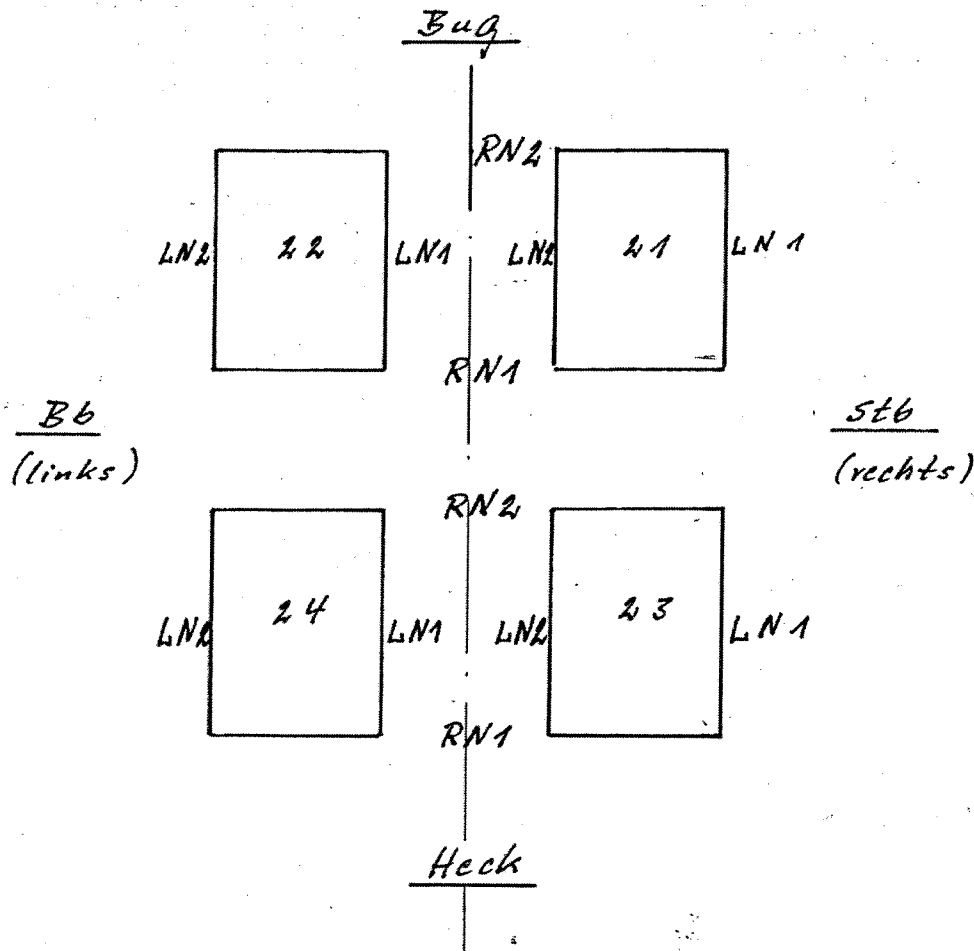 Bug
RN2
LN2 22 LN1 LN2 21 LN1
RN1
Bb
(links)
Stb
(rechts)
RN2
LN2 24 LN1 LN2 23 LN1
RN1
Heck